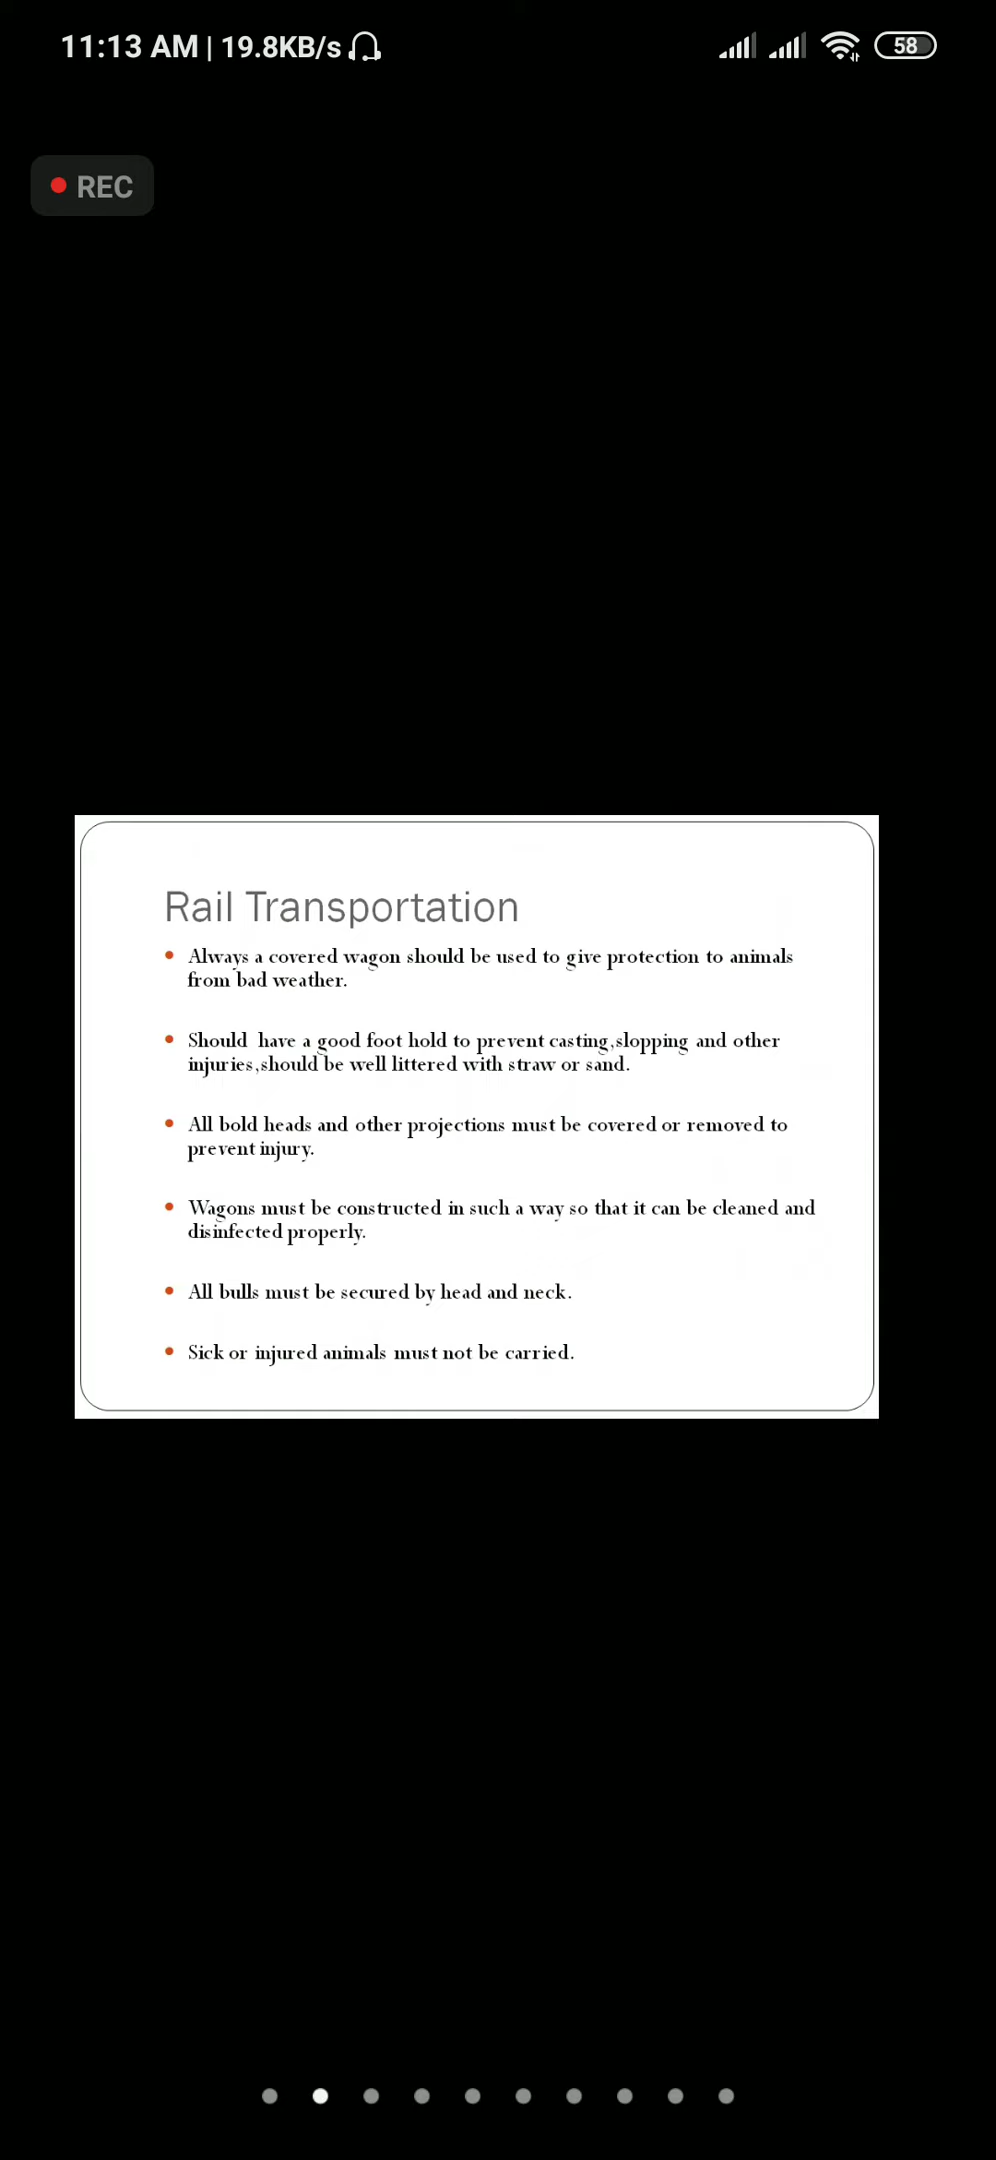 11:13 AM | 19.8KB/s
58
REC
Rail Transportation
• Always a covered wagon should be used to give protection to animals
from bad weather.
• Should have a good foot hold to prevent casting,slopping and other
injuries,should be well littered with straw or sand.
• All bold heads and other projections must be covered or removed to
prevent injury.
• Wagons must be constructed in such a way so that it can be cleaned and
disinfected properly.
• All bulls must be secured by head and neck.
• Sick or injured animals must not be carried.